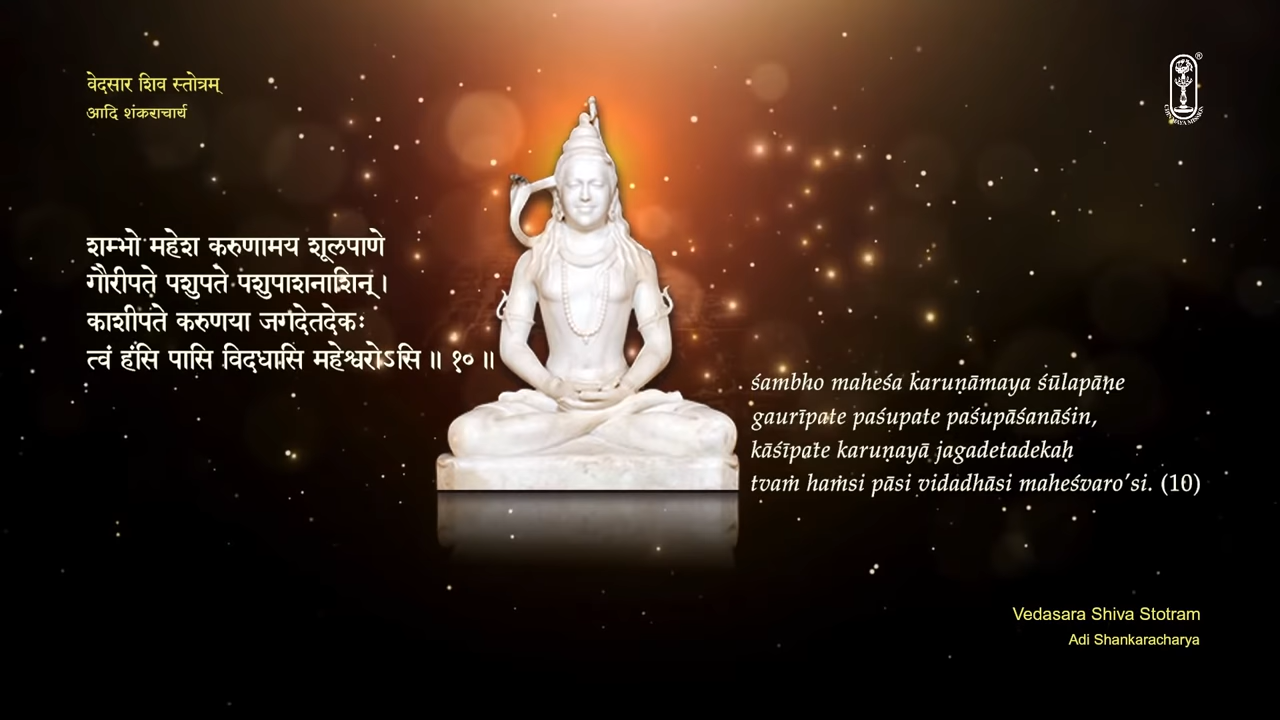 वेदसार शिव स्तोत्रम्
आदि शंकराचार्य
शम्भो महेश करुणामय शूलपाणे
गौरीपते पशुपते पशुपाशनाशिन् ।
काशीपते करुणया जगदेतदेकः
त्वं हंसि पासि विदधासि महेश्वरोऽसि ॥ १० ॥
śambho maheśa karuṇāmaya śūlapāṇe
gaurīpate paśupate paśupāśanāśin,
kāśīpate karuṇayā jagadetadekaḥ
tvaṁ haṁsi pāsi vidadhāsi maheśvaro’si. (10)
Vedasara Shiva Stotram
Adi Shankaracharya
CHINMAYA MISSION
®